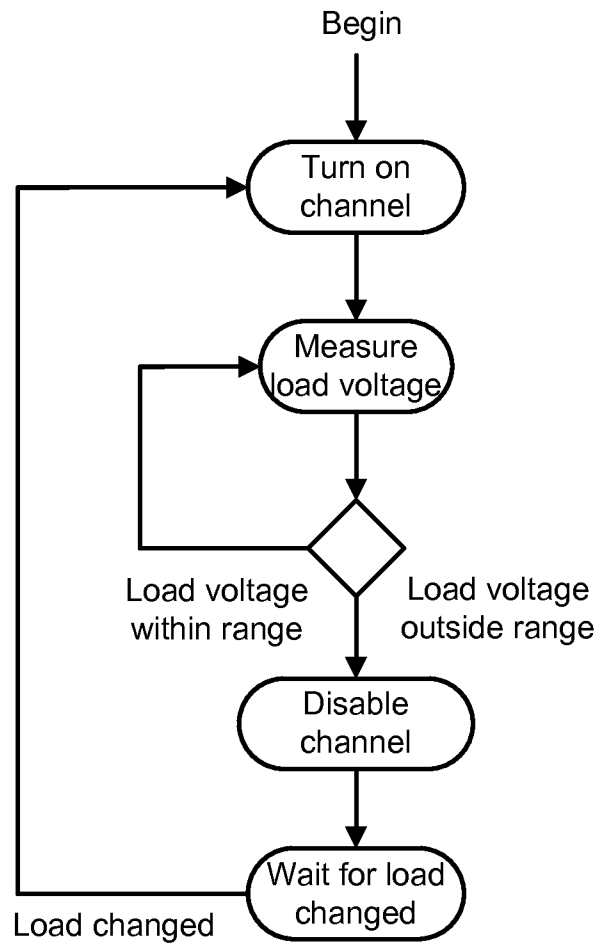 Begin
Turn on
channel
Measure
load voltage
Load voltage
within range
Load voltage
outside range
Disable
channel
Wait for load
changed
Load changed